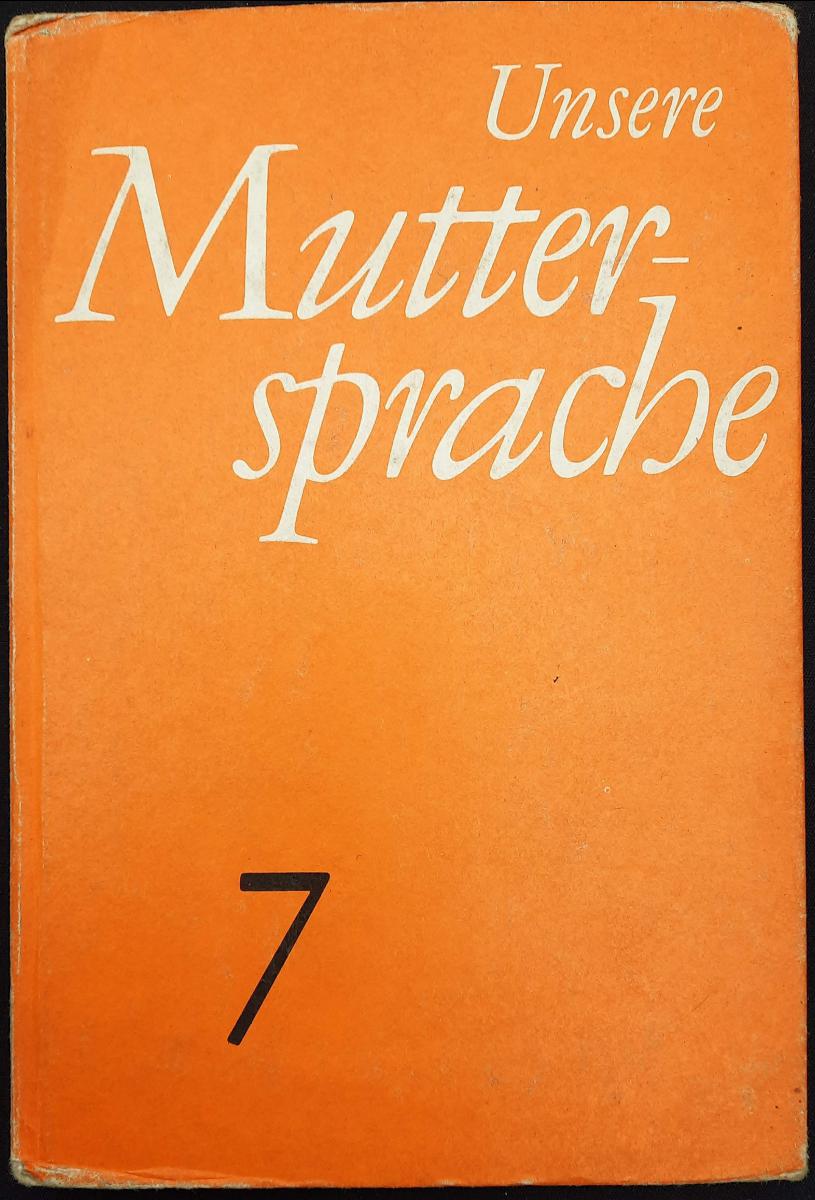 Unsere
Mutter-
sprache
7